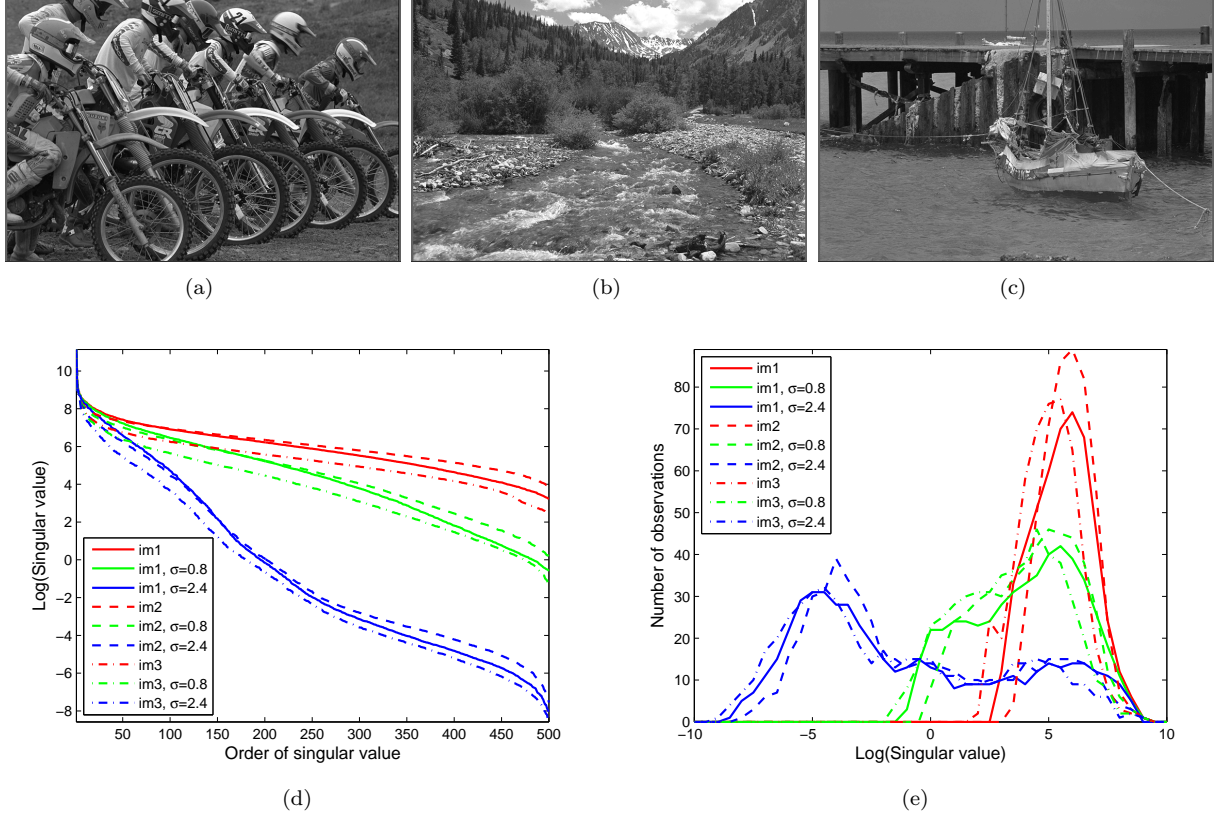 21
(a)
(b)
(c)
Log(Singular value)
10
8
6
4
2
0
−2
−4
−6
−8
im1
im1, σ=0.8
im1, σ=2.4
im2
im2, σ=0.8
im2, σ=2.4
im3
im3, σ=0.8
im3, σ=2.4
50 100 150 200 250 300 350 400 450 500
Order of singular value
(d)
Number of observations
80
70
60
50
40
30
20
10
0
im1
im1, σ=0.8
im1, σ=2.4
im2
im2, σ=0.8
im2, σ=2.4
im3
im3, σ=0.8
im3, σ=2.4
−10 −5 0 5 10
Log(Singular value)
(e)